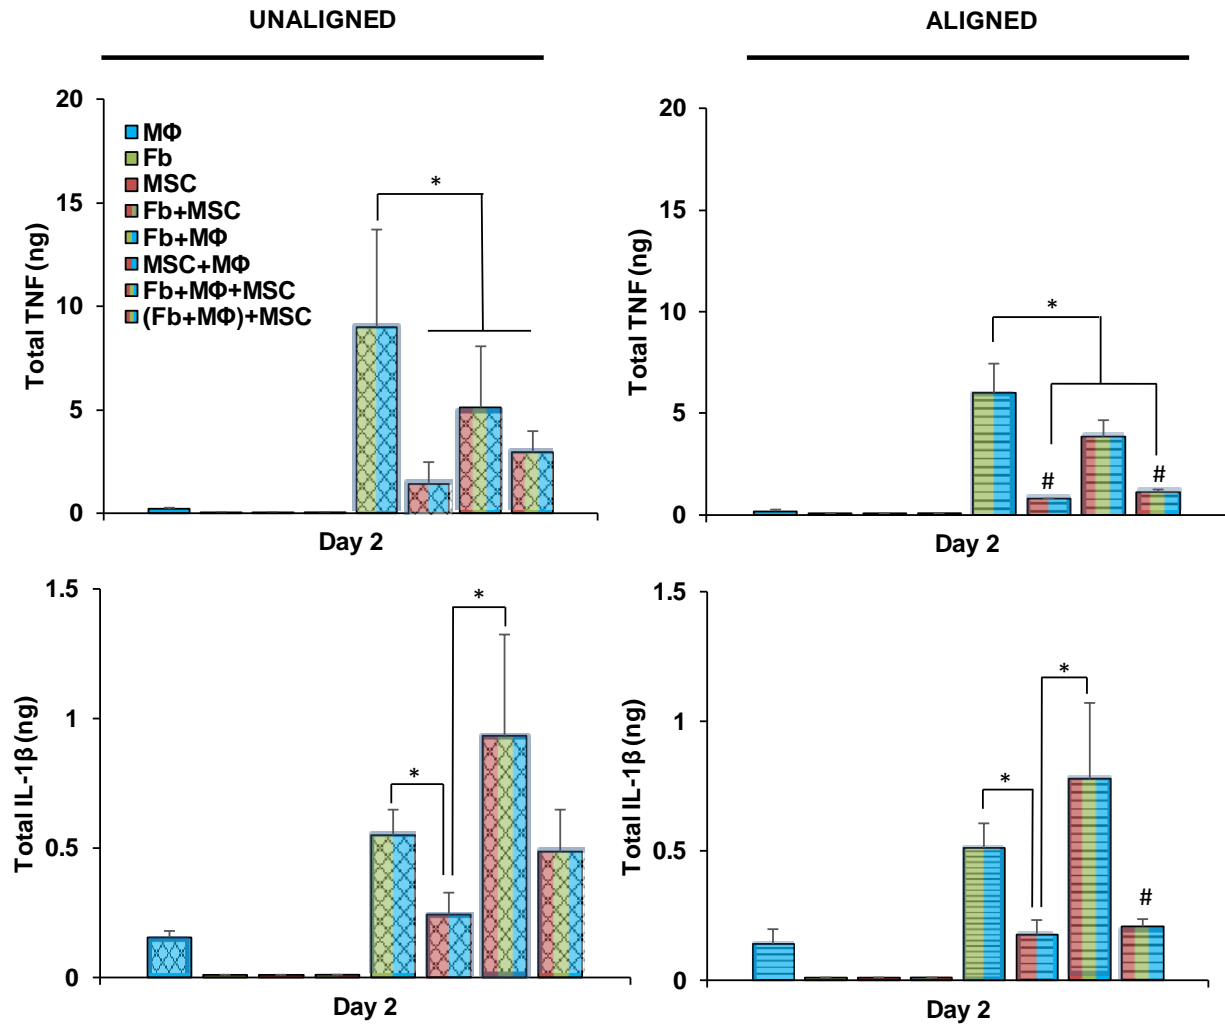 UNALIGNED
ALIGNED
Total TNF (ng)
20
15
10
5
0
MΦ
Fb
MSC
Fb+MSC
Fb+MΦ
MSC+MΦ
Fb+MΦ+MSC
(Fb+MΦ)+MSC
*
Day 2
Total TNF (ng)
20
15
10
5
0
*
#
#
Day 2
Total IL-1β (ng)
1.5
1
0.5
0
*
*
Day 2
Total IL-1β (ng)
1.5
1
0.5
0
*
*
#
Day 2